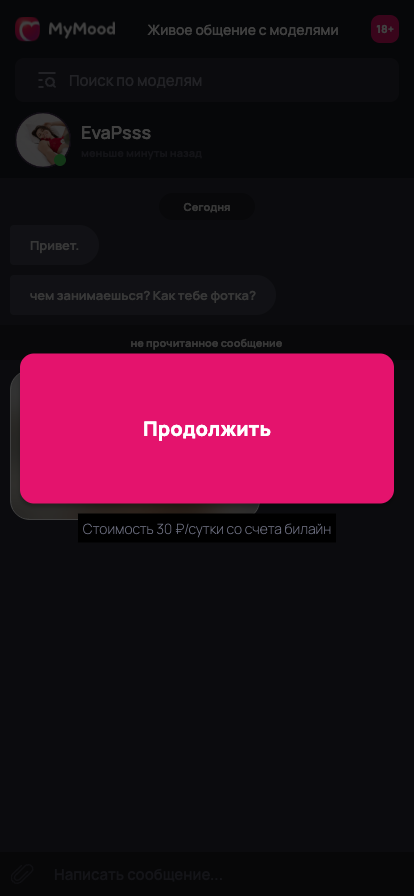 MyMood
Живое общение с моделями
18+
Поиск по моделям
EvaPsss
меньше минуты назад
Сегодня
Привет.
чем занимаешься? Как тебе фотка?
не прочитанное сообщение
Продолжить
Стоимость 30 ₽/сутки со счета билайн
Написать сообщение...